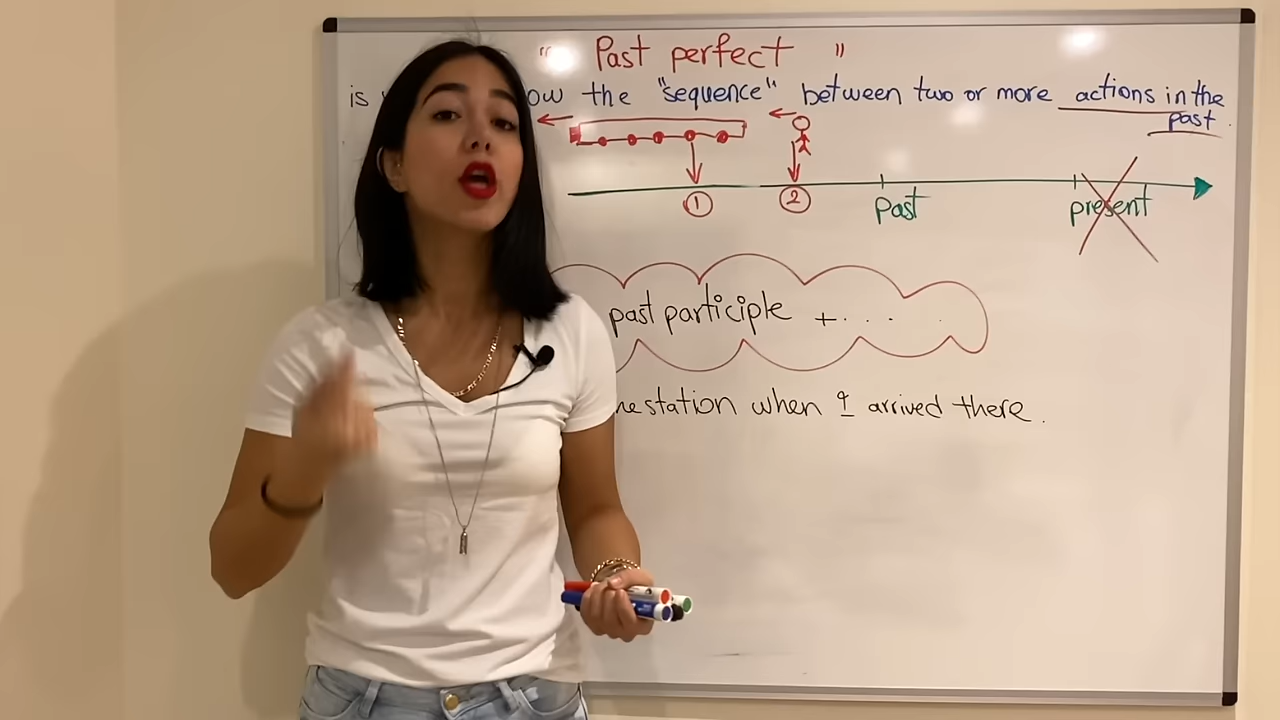 " Past perfect "
is ow the "sequence" between two or more actions in the
past
① ② past present
past participle +. . .
he station when I arrived there.